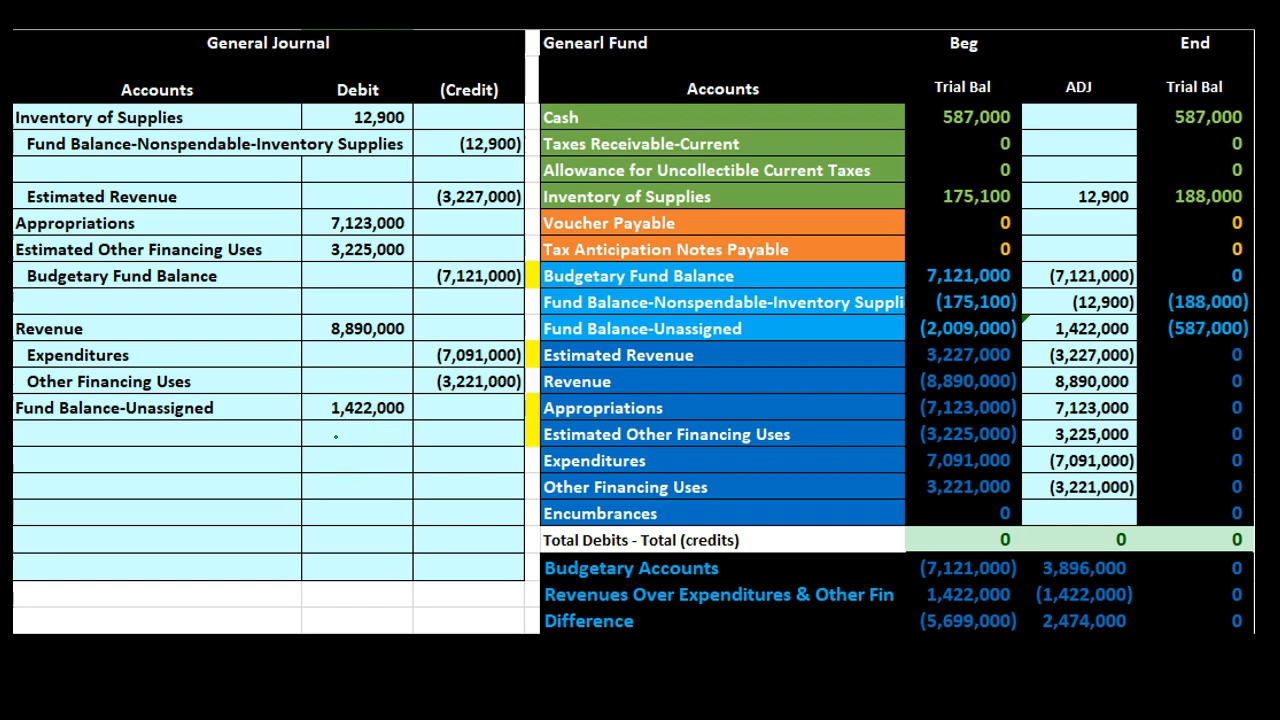 General Journal
Accounts Debit (Credit)
Inventory of Supplies 12,900
Fund Balance-Nonspendable-Inventory Supplies (12,900)
Estimated Revenue (3,227,000)
Appropriations 7,123,000
Estimated Other Financing Uses 3,225,000
Budgetary Fund Balance (7,121,000)
Revenue 8,890,000
Expenditures (7,091,000)
Other Financing Uses (3,221,000)
Fund Balance-Unassigned 1,422,000
Genearl Fund Beg End
Accounts Trial Bal ADJ Trial Bal
Cash 587,000 587,000
Taxes Receivable-Current 0 0
Allowance for Uncollectible Current Taxes 0 0
Inventory of Supplies 175,100 12,900 188,000
Voucher Payable 0 0
Tax Anticipation Notes Payable 0 0
Budgetary Fund Balance 7,121,000 (7,121,000) 0
Fund Balance-Nonspendable-Inventory Suppli (175,100) (12,900) (188,000)
Fund Balance-Unassigned (2,009,000) 1,422,000 (587,000)
Estimated Revenue 3,227,000 (3,227,000) 0
Revenue (8,890,000) 8,890,000 0
Appropriations (7,123,000) 7,123,000 0
Estimated Other Financing Uses (3,225,000) 3,225,000 0
Expenditures 7,091,000 (7,091,000) 0
Other Financing Uses 3,221,000 (3,221,000) 0
Encumbrances 0 0
Total Debits - Total (credits) 0 0 0
Budgetary Accounts (7,121,000) 3,896,000 0
Revenues Over Expenditures & Other Fin 1,422,000 (1,422,000) 0
Difference (5,699,000) 2,474,000 0